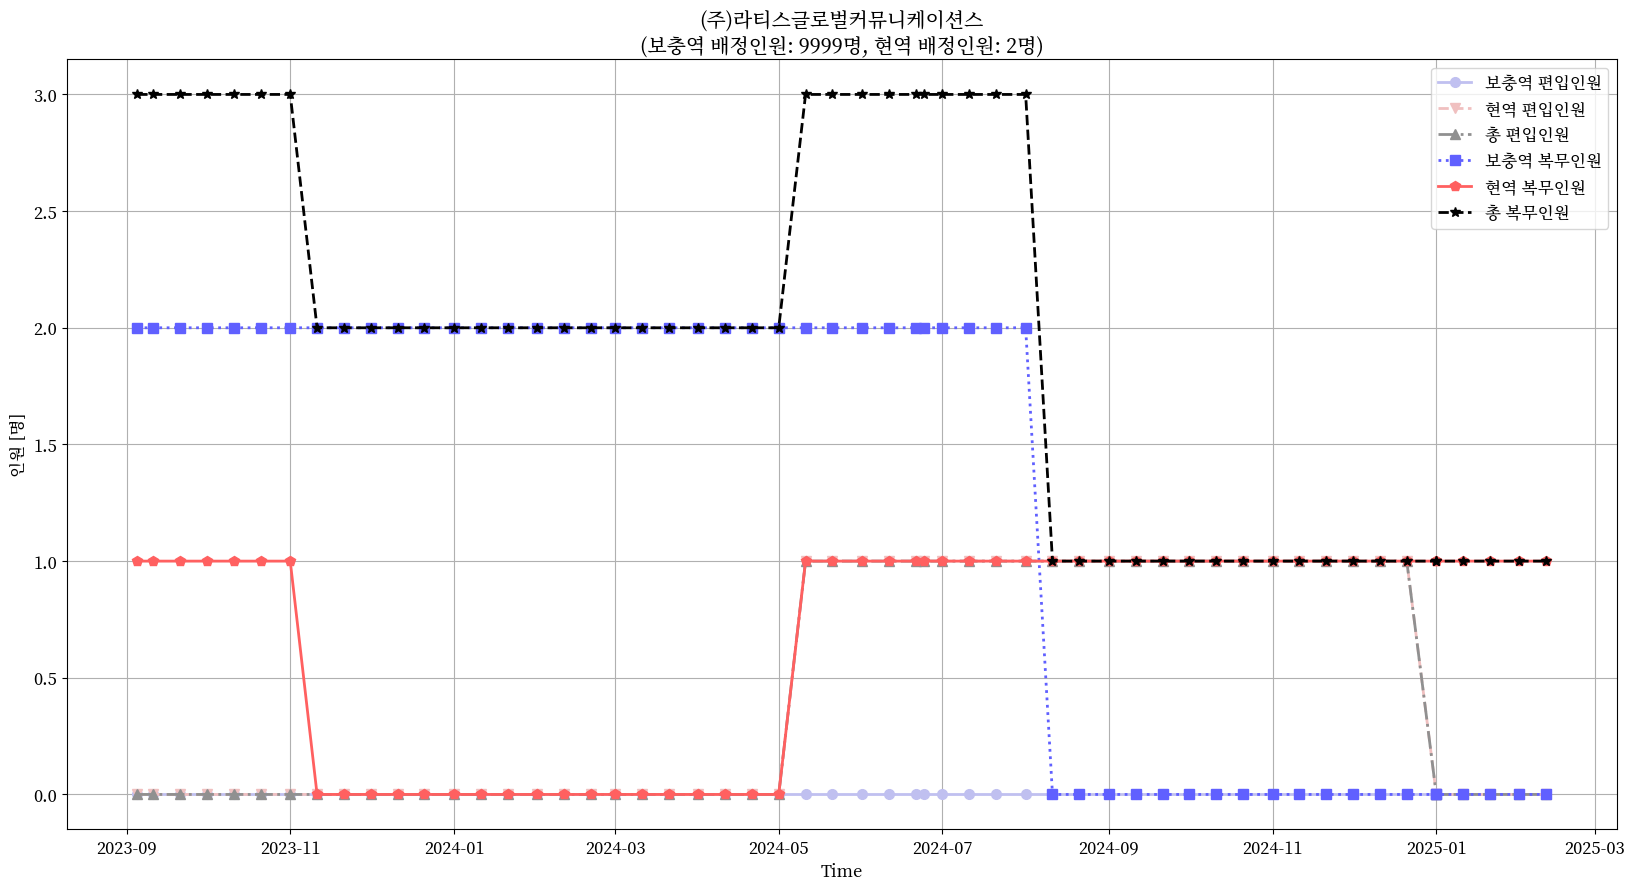 (주)라티스글로벌커뮤니케이션스
(보충역 배정인원: 9999명, 현역 배정인원: 2명)
보충역 편입인원
현역 편입인원
총 편입인원
보충역 복무인원
현역 복무인원
총 복무인원
인원 [명]
3.0
2.5
2.0
1.5
1.0
0.5
0.0
2023-09 2023-11 2024-01 2024-03 2024-05 2024-07 2024-09 2024-11 2025-01 2025-03
Time